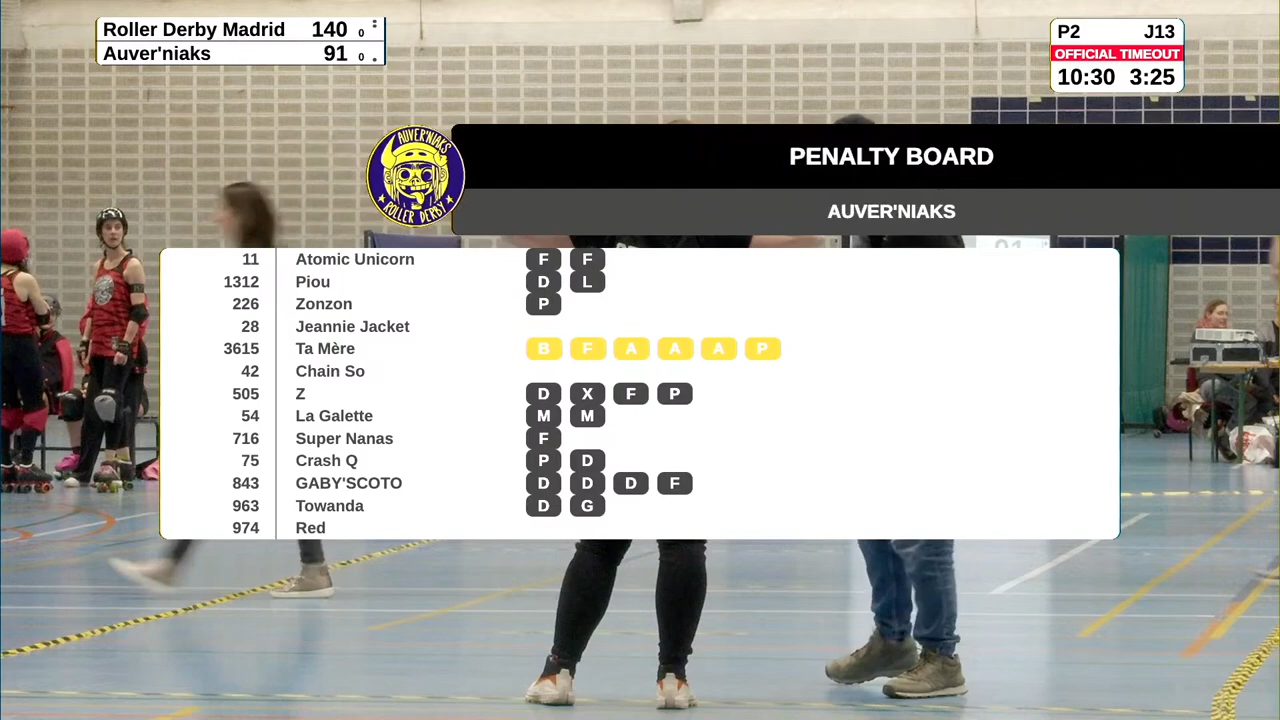 Roller Derby Madrid 140 0
Auver'niaks 91 0
P2 J13
OFFICIAL TIMEOUT
10:30 3:25
AUVER'NIAKS
ROLLER DERBY
PENALTY BOARD
AUVER'NIAKS
11 Atomic Unicorn F F
1312 Piou D L
226 Zonzon P
28 Jeannie Jacket
3615 Ta Mère B F A A A P
42 Chain So
505 Z D X F P
54 La Galette M M
716 Super Nanas F
75 Crash Q P D
843 GABY'SCOTO D D D F
963 Towanda D G
974 Red